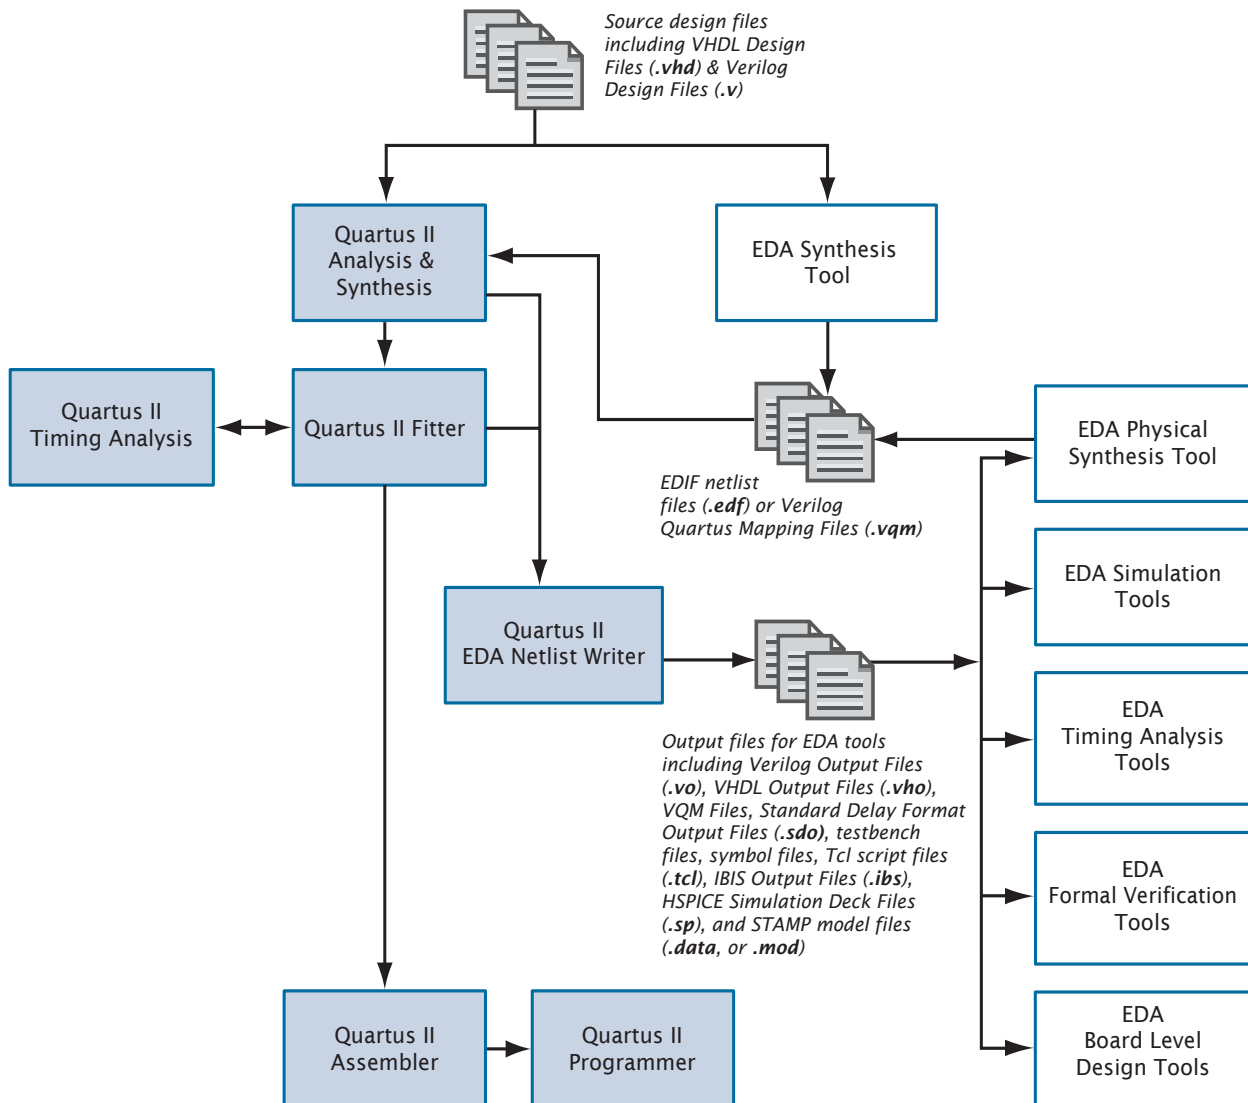 Source design files
including VHDL Design
Files (.vhd) & Verilog
Design Files (.v)
Quartus II
Analysis &
Synthesis
EDA Synthesis
Tool
Quartus II
Timing Analysis
Quartus II Fitter
EDA Physical
Synthesis Tool
EDIF netlist
files (.edf) or Verilog
Quartus Mapping Files (.vqm)
EDA Simulation
Tools
Quartus II
EDA Netlist Writer
EDA
Timing Analysis
Tools
Output files for EDA tools
including Verilog Output Files
(.vo), VHDL Output Files (.vho),
VQM Files, Standard Delay Format
Output Files (.sdo), testbench
files, symbol files, Tcl script files
(.tcl), IBIS Output Files (.ibs),
HSPICE Simulation Deck Files
(.sp), and STAMP model files
(.data, or .mod)
EDA
Formal Verification
Tools
Quartus II
Assembler
Quartus II
Programmer
EDA
Board Level
Design Tools